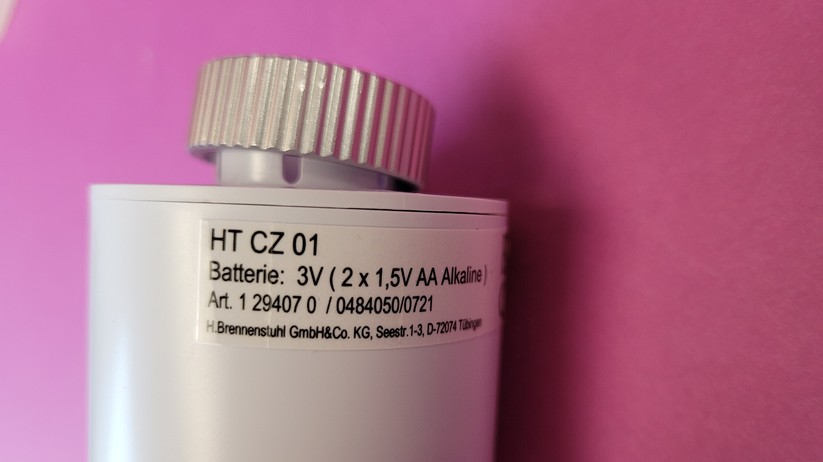 HT CZ 01
Batterie: 3V ( 2 x 1,5V AA Alkaline )
Art. 1 29407 0 / 0484050/0721
H.Brennenstuhl GmbH&Co. KG, Seestr.1-3, D-72074 Tübingen